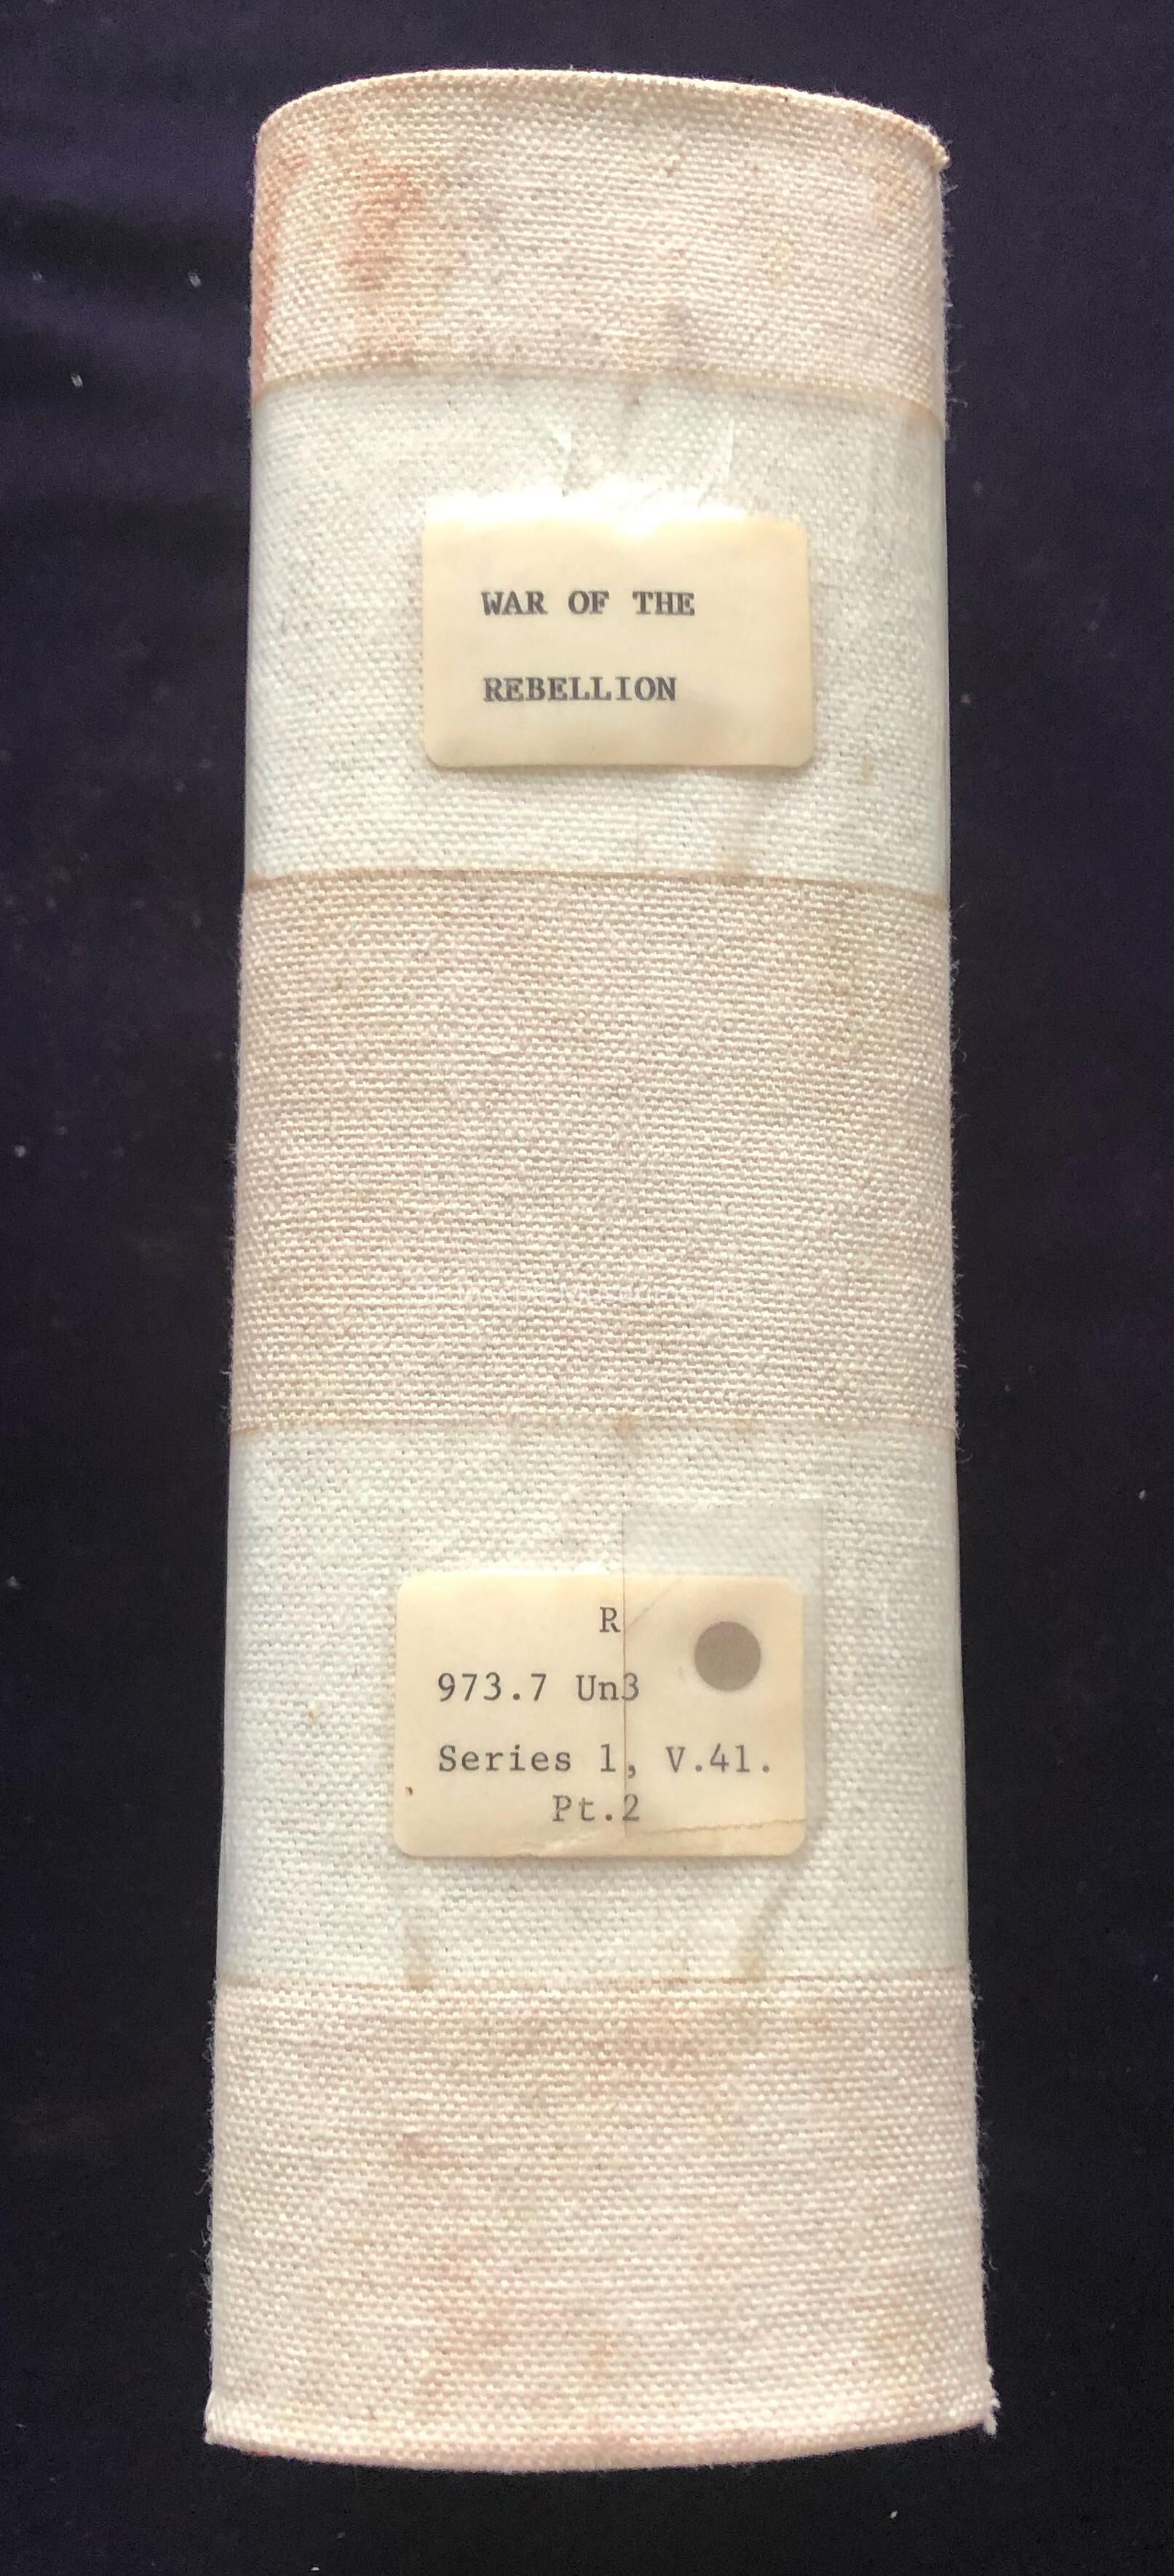 WAR OF THE
REBELLION
R
973.7 Un3
Series 1, V.41.
Pt.2